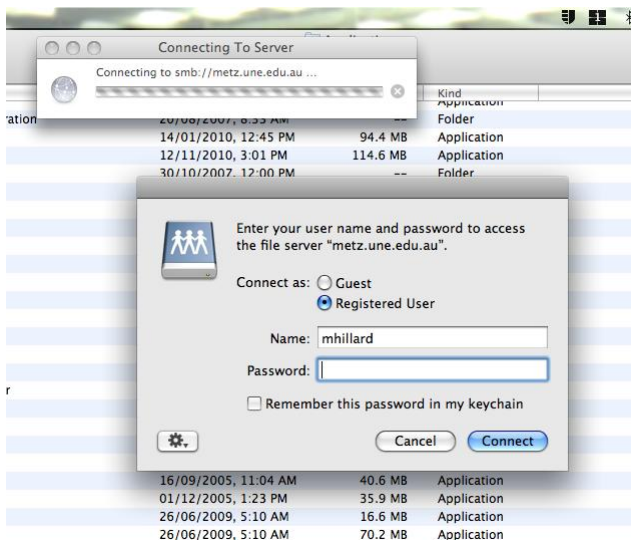 1
Connecting To Server
Connecting to smb://metz.une.edu.au ...
Kind
Application
ration 20/08/2007, 8:33 AM -- Folder
14/01/2010, 12:45 PM 94.4 MB Application
12/11/2010, 3:01 PM 114.6 MB Application
30/10/2007, 12:00 PM -- Folder
Enter your user name and password to access
the file server “metz.une.edu.au”.
Connect as: Guest
Registered User
Name: mhillard
Password:
r
Remember this password in my keychain
Cancel Connect
16/09/2005, 11:04 AM 40.6 MB Application
01/12/2005, 1:23 PM 35.9 MB Application
26/06/2009, 5:10 AM 16.6 MB Application
26/06/2009, 5:10 AM 70.2 MB Application